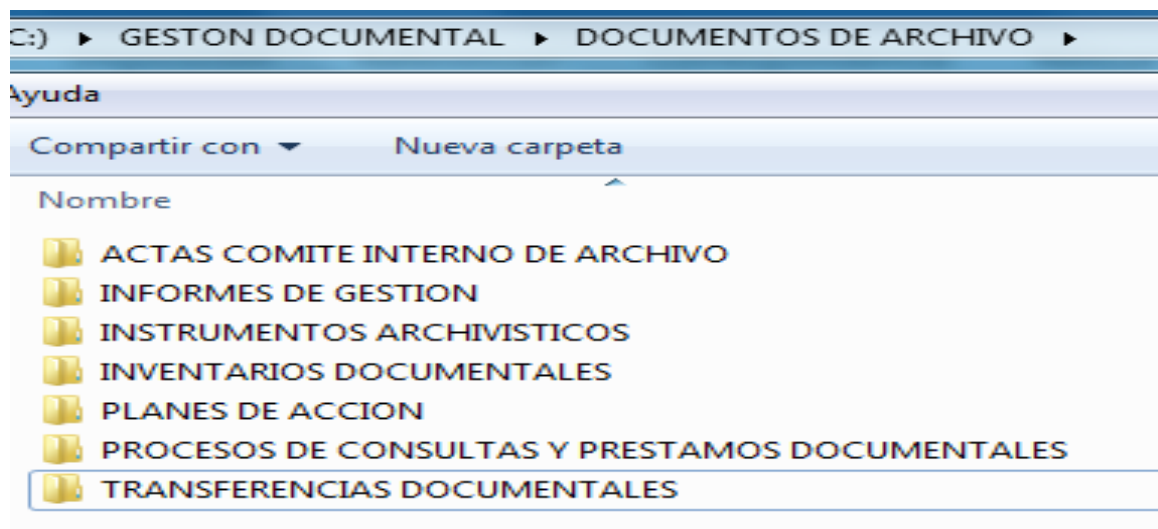 C:) ▸ GESTON DOCUMENTAL ▸ DOCUMENTOS DE ARCHIVO ▸
Ayuda
Compartir con ▾ Nueva carpeta
Nombre
ACTAS COMITE INTERNO DE ARCHIVO
INFORMES DE GESTION
INSTRUMENTOS ARCHIVISTICOS
INVENTARIOS DOCUMENTALES
PLANES DE ACCION
PROCESOS DE CONSULTAS Y PRESTAMOS DOCUMENTALES
TRANSFERENCIAS DOCUMENTALES